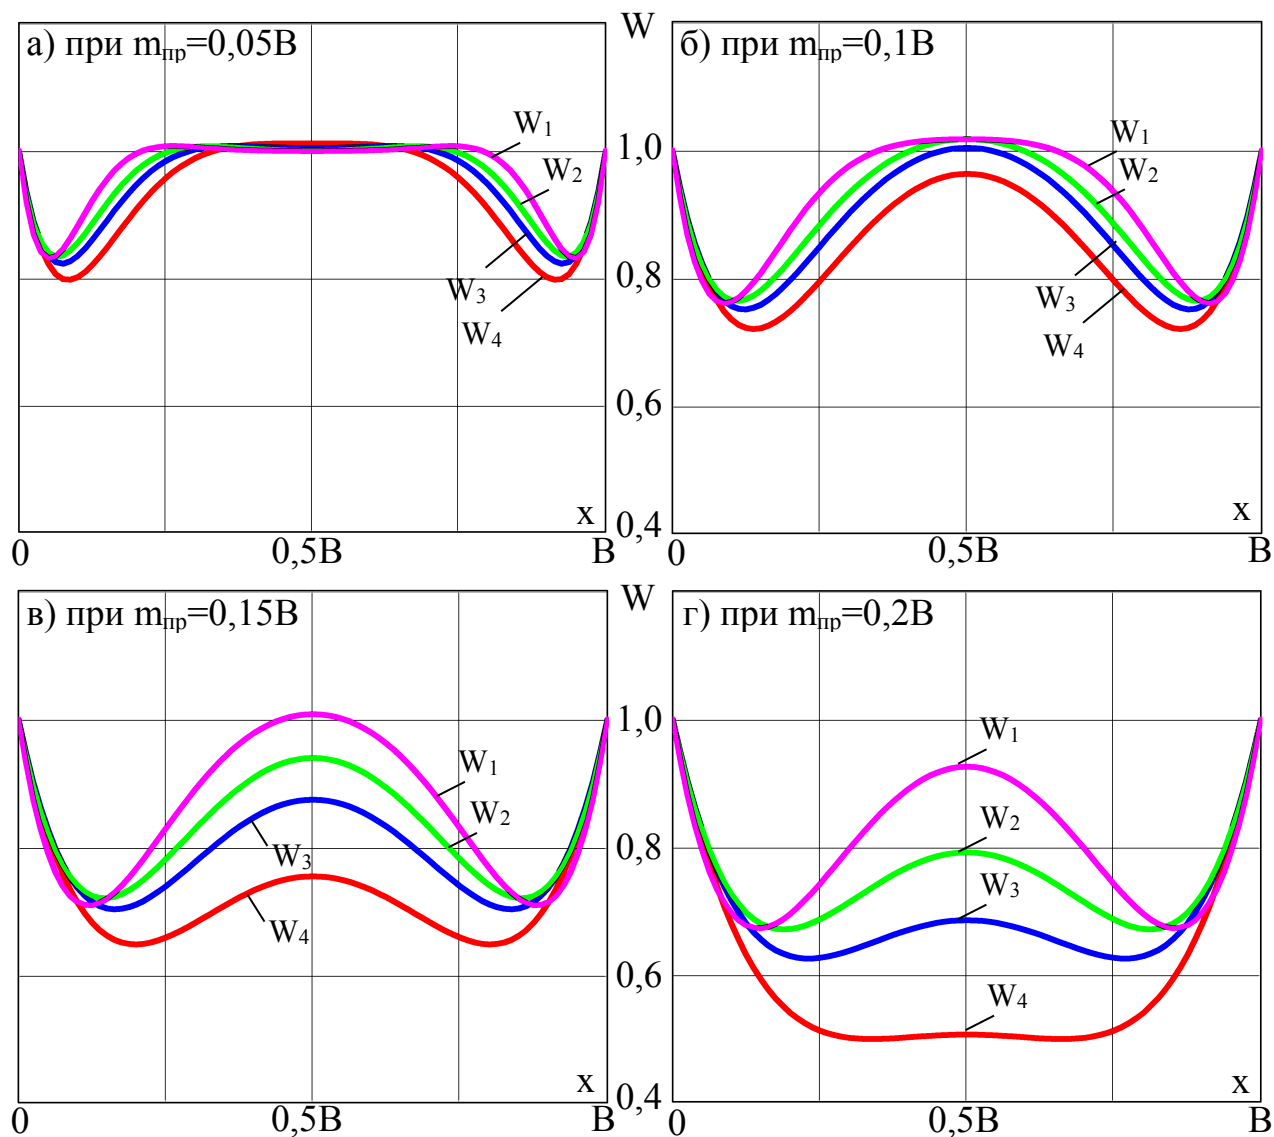 а) при mпр=0,05В
W1
W2
W3
W4
x
0
0,5В
В
W
б) при mпр=0,1В
1,0
0,8
0,6
0,4
W1
W2
W3
W4
x
0
0,5В
В
в) при mпр=0,15В
W1
W2
W3
W4
x
0
0,5В
В
W
г) при mпр=0,2В
1,0
0,8
0,6
0,4
W1
W2
W3
W4
x
0
0,5В
В